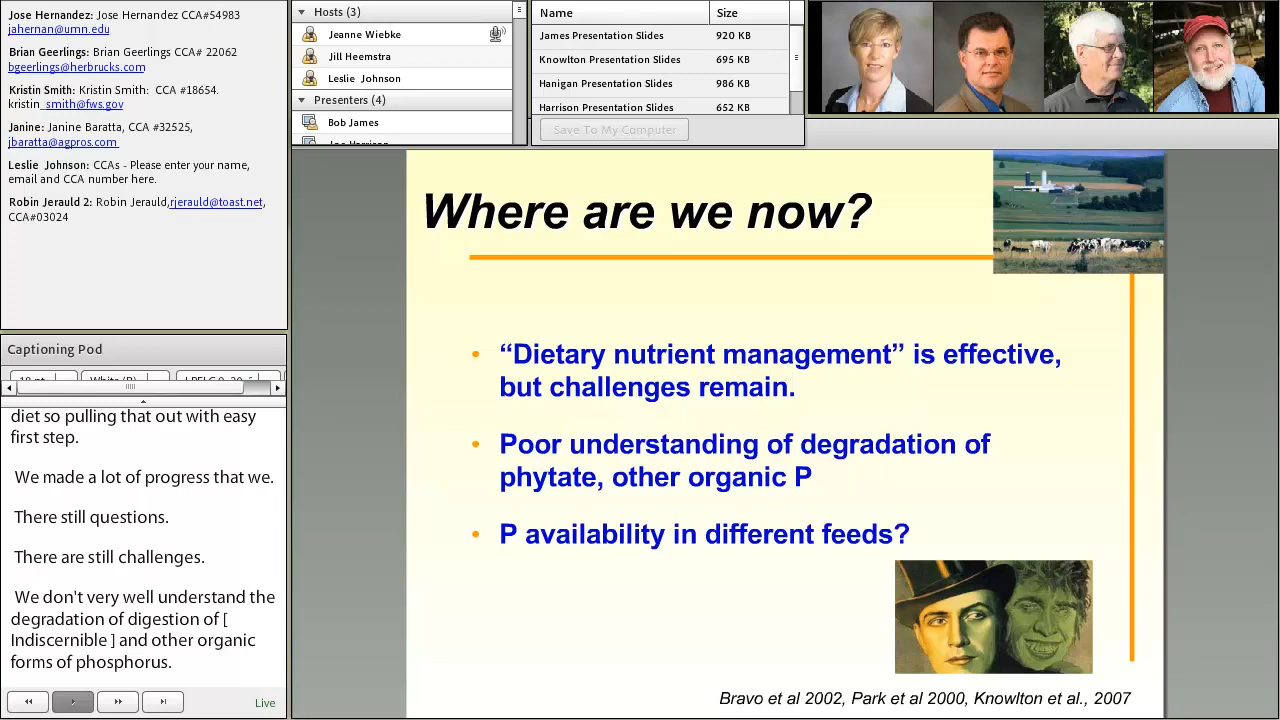 Jose Hernandez: Jose Hernandez CCA#54983
jahernan@umn.edu
Brian Geerlings: Brian Geerlings CCA# 22062
bgeerlings@herbrucks.com
Kristin Smith: Kristin Smith: CCA #18654.
kristin_smith@fws.gov
Janine: Janine Baratta, CCA #32525,
jbaratta@agpros.com
Leslie Johnson: CCAs - Please enter your name,
email and CCA number here.
Robin Jerauld 2: Robin Jerauld,rjerauld@toast.net,
CCA#03024
Hosts (3)
Jeanne Wiebke
Jill Heemstra
Leslie Johnson
Presenters (4)
Bob James
Name Size
James Presentation Slides 920 KB
Knowlton Presentation Slides 695 KB
Hanigan Presentation Slides 986 KB
Harrison Presentation Slides 652 KB
Save To My Computer
Captioning Pod
diet so pulling that out with easy
first step.
We made a lot of progress that we.
There still questions.
There are still challenges.
We don't very well understand the
degradation of digestion of [
Indiscernible ] and other organic
forms of phosphorus.
Live
Where are we now?
• “Dietary nutrient management” is effective,
but challenges remain.
• Poor understanding of degradation of
phytate, other organic P
• P availability in different feeds?
Bravo et al 2002, Park et al 2000, Knowlton et al., 2007